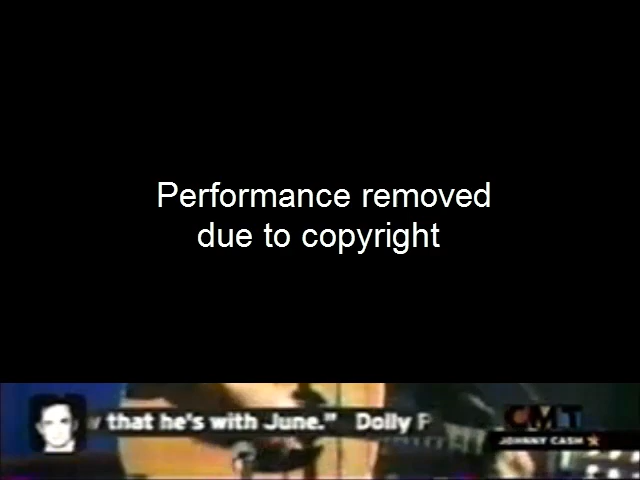 Performance removed
due to copyright
that he's with June." Dolly
CMT
JOHNNY CASH